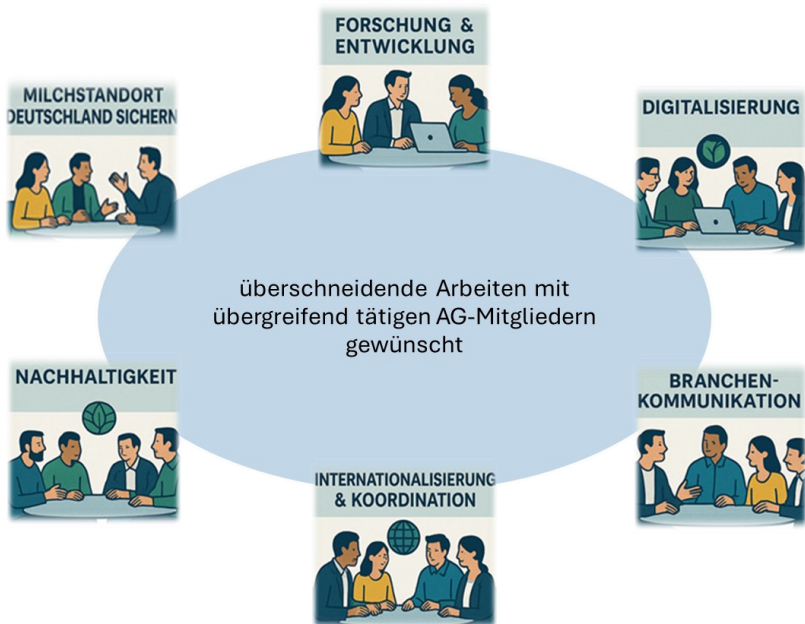 FORSCHUNG &
ENTWICKLUNG
MILCHSTANDORT
DEUTSCHLAND SICHERN
DIGITALISIERUNG
überschneidende Arbeiten mit
übergreifend tätigen AG-Mitgliedern
gewünscht
NACHHALTIGKEIT
BRANCHEN-
KOMMUNIKATION
INTERNATIONALISIERUNG
& KOORDINATION